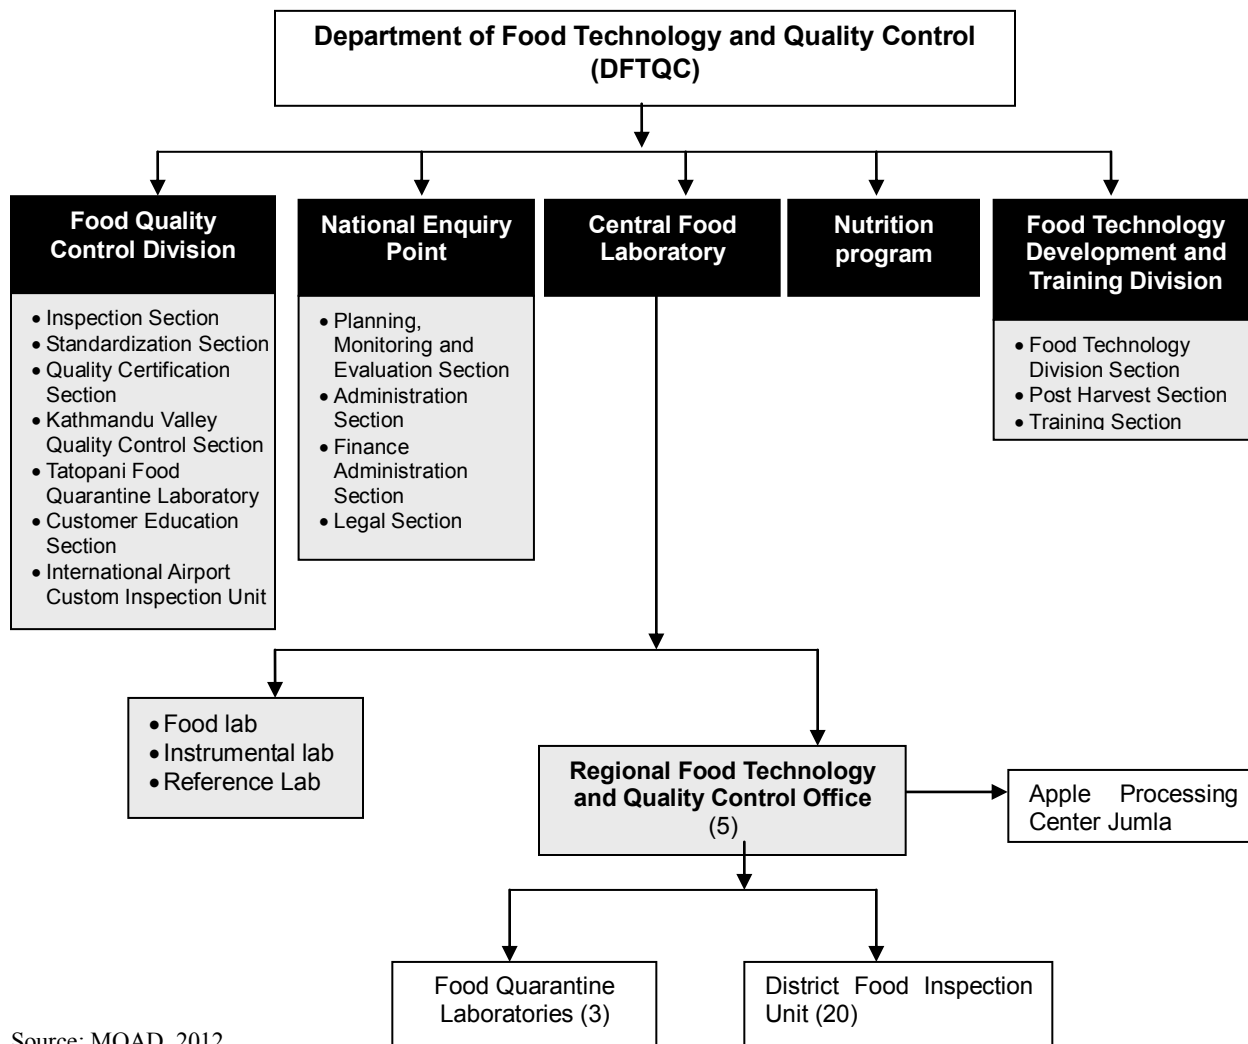 Department of Food Technology and Quality Control
(DFTQC)
Food Quality
Control Division
• Inspection Section
• Standardization Section
• Quality Certification
Section
• Kathmandu Valley
Quality Control Section
• Tatopani Food
Quarantine Laboratory
• Customer Education
Section
• International Airport
Custom Inspection Unit
National Enquiry
Point
• Planning,
Monitoring and
Evaluation Section
• Administration
Section
• Finance
Administration
Section
• Legal Section
Central Food
Laboratory
Nutrition
program
Food Technology
Development and
Training Division
• Food Technology
Division Section
• Post Harvest Section
• Training Section
• Food lab
• Instrumental lab
• Reference Lab
Regional Food Technology
and Quality Control Office
(5)
Apple Processing
Center Jumla
Food Quarantine
Laboratories (3)
District Food Inspection
Unit (20)
Source: MOAD, 2012